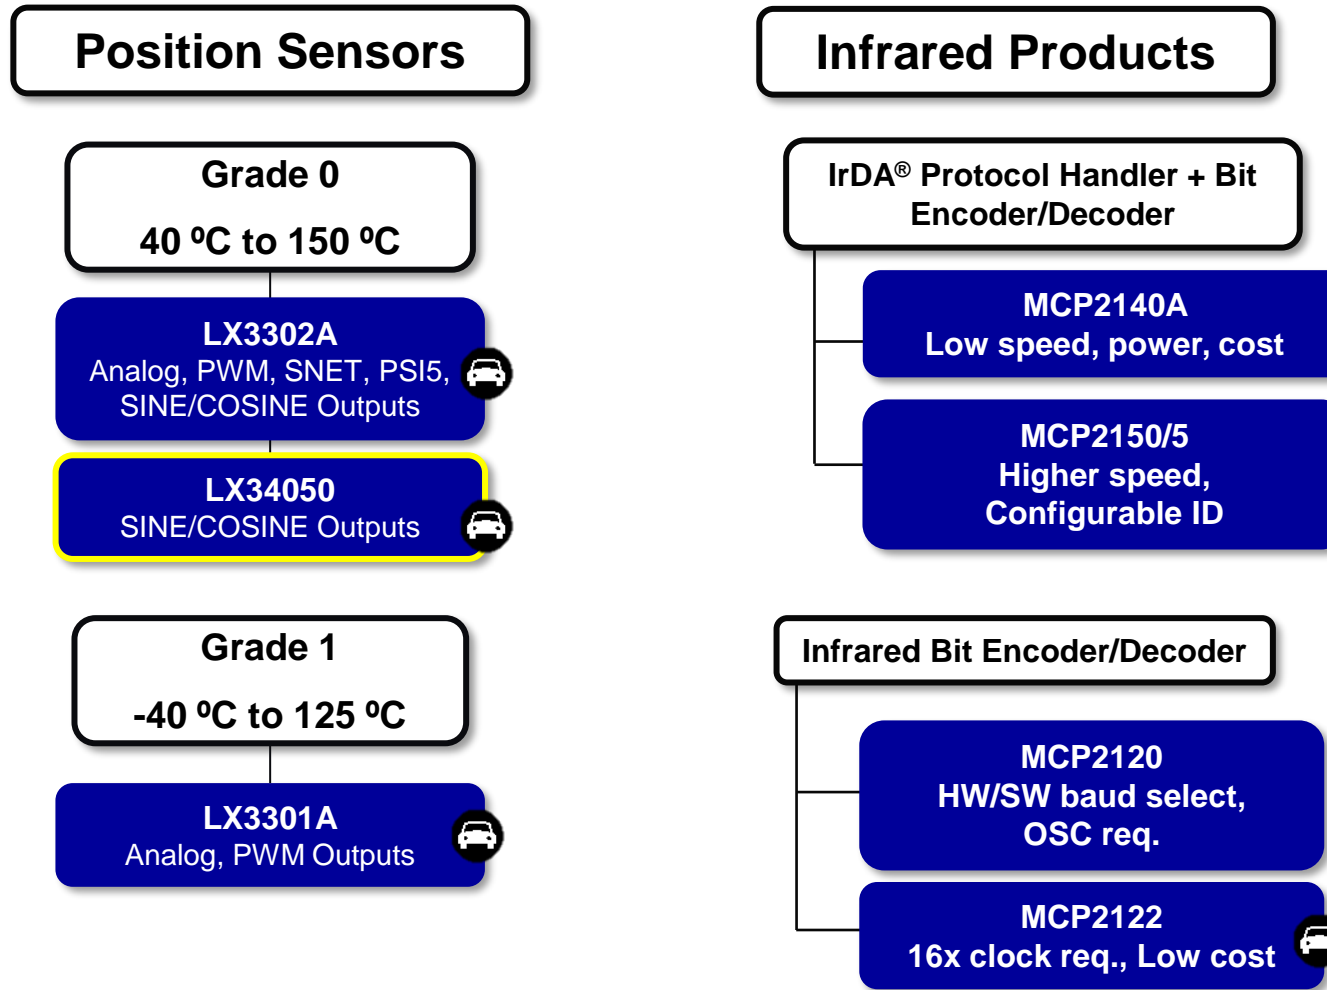 Position Sensors
Grade 0
40 ºC to 150 ºC
LX3302A
Analog, PWM, SNET, PSI5,
SINE/COSINE Outputs
LX34050
SINE/COSINE Outputs
Grade 1
-40 ºC to 125 ºC
LX3301A
Analog, PWM Outputs
Infrared Products
IrDA® Protocol Handler + Bit
Encoder/Decoder
MCP2140A
Low speed, power, cost
MCP2150/5
Higher speed,
Configurable ID
Infrared Bit Encoder/Decoder
MCP2120
HW/SW baud select,
OSC req.
MCP2122
16x clock req., Low cost